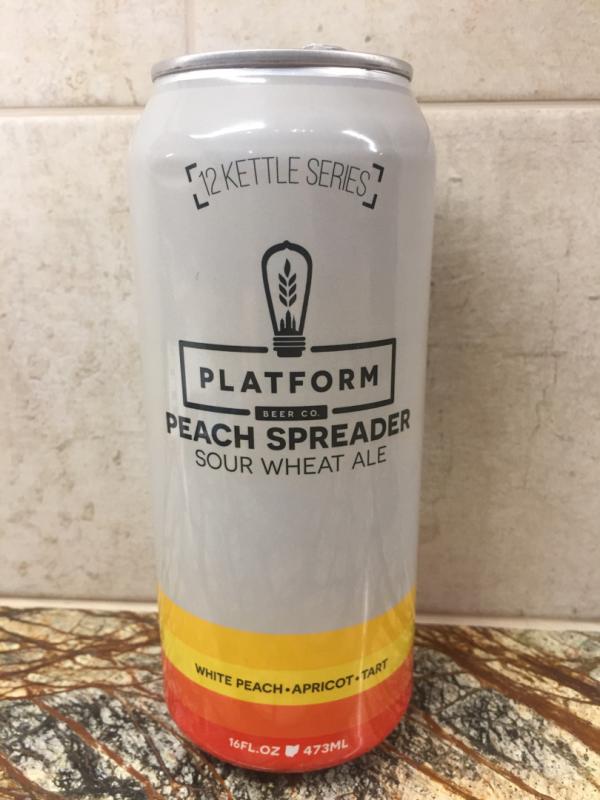 12 KETTLE SERIES
PLATFORM
BEER CO.
PEACH SPREADER
SOUR WHEAT ALE
WHITE PEACH•APRICOT•TART
16FL.OZ 473ML